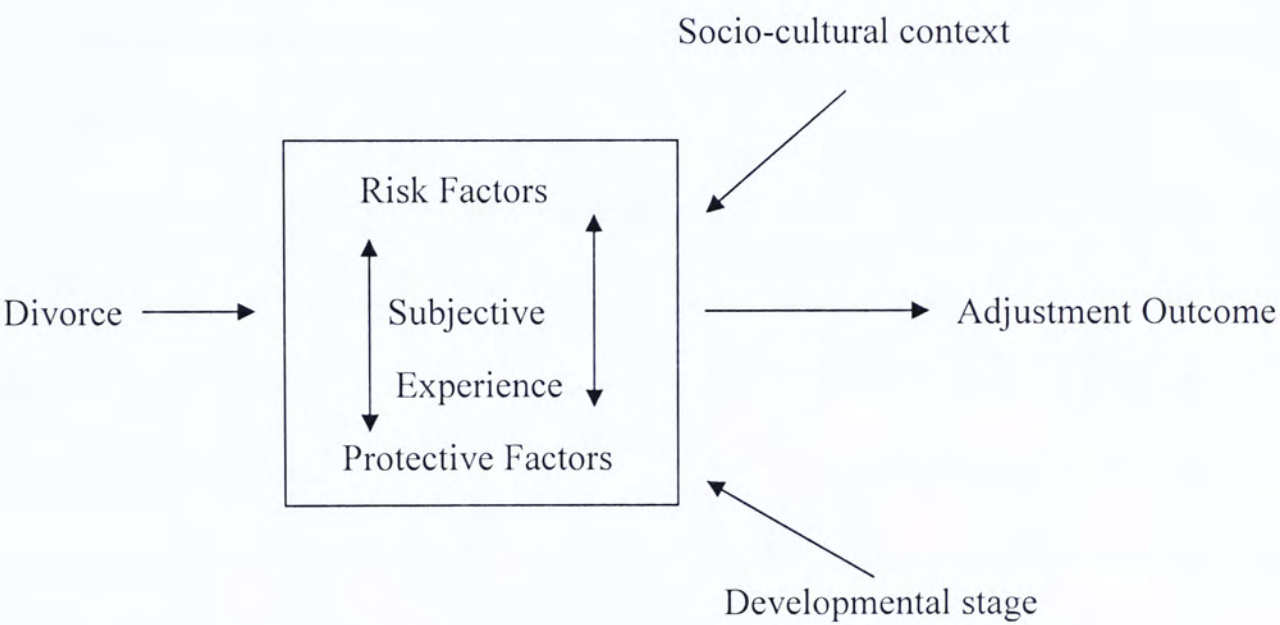 Socio-cultural context
Risk Factors
Divorce
Subjective
Adjustment Outcome
Experience
Protective Factors
Developmental stage